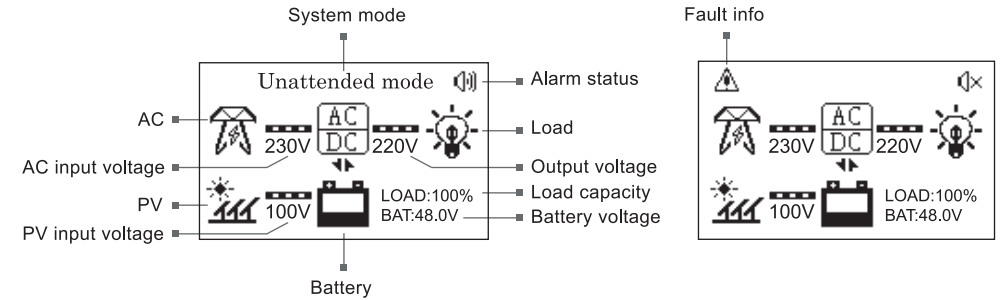 System mode
Fault info
Unattended mode
Alarm status
AC
AC
DC
Load
230V
220V
AC input voltage
Output voltage
PV
100V
LOAD:100%
Load capacity
BAT:48.0V
Battery voltage
PV input voltage
Battery
AC
DC
230V
220V
100V
LOAD:100%
BAT:48.0V